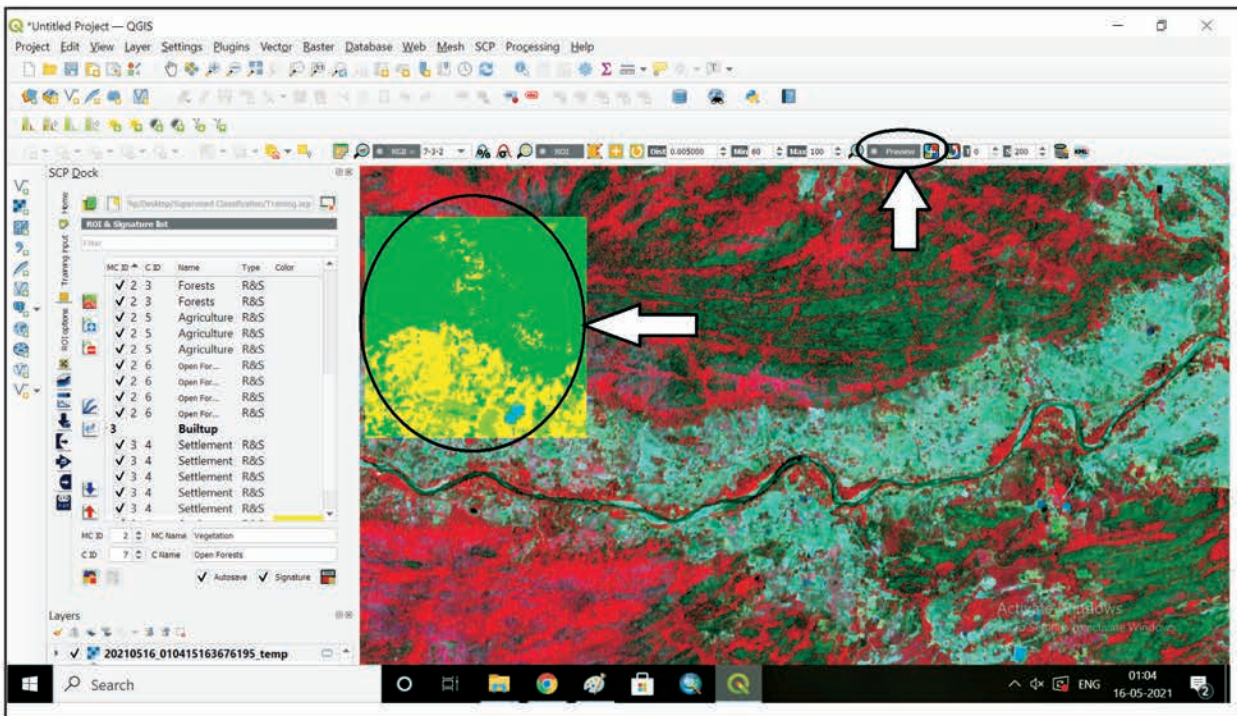 *Untitled Project — QGIS
Project Edit View Layer Settings Plugins Vector Raster Database Web Mesh SCP Processing Help
RGB = 7-3-2 ROI Dist 0.005000 Min 60 Max 100 Preview T 0 S 200 KML
SCP Dock
Home
Training input
ROI options
ROI & Signature list
Filter
MC ID C ID Name Type Color
2 3 Forests R&S
2 3 Forests R&S
2 5 Agriculture R&S
2 5 Agriculture R&S
2 5 Agriculture R&S
2 6 Open For... R&S
2 6 Open For... R&S
2 6 Open For... R&S
2 6 Open For... R&S
3 Builtup
3 4 Settlement R&S
3 4 Settlement R&S
3 4 Settlement R&S
3 4 Settlement R&S
3 4 Settlement R&S
MC ID 2 MC Name Vegetation
C ID 7 C Name Open Forests
Autosave Signature
Layers
20210516_010415163676195_temp
Activate Windows
Search
ENG
01:04
16-05-2021
2